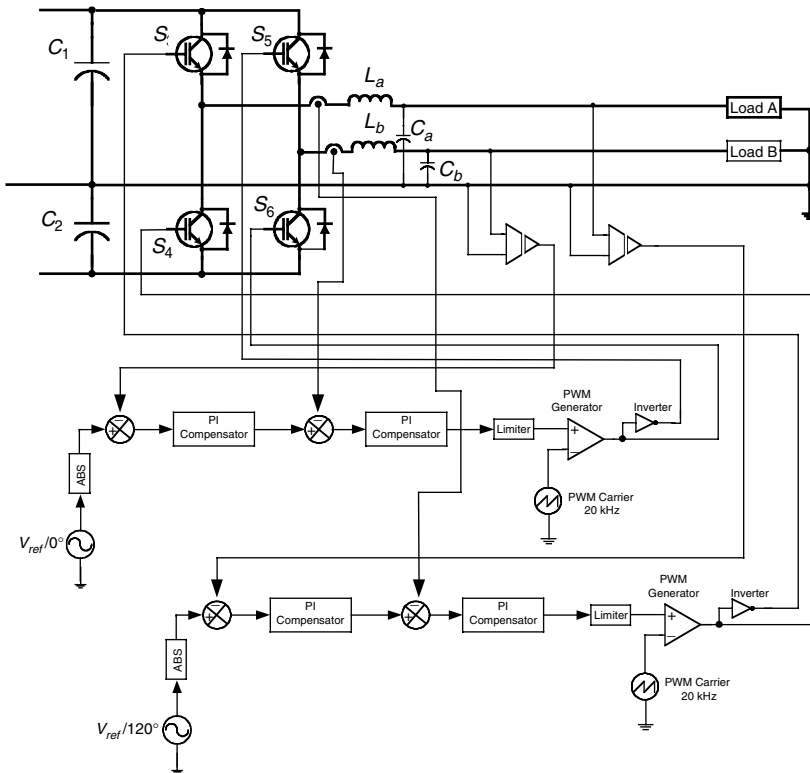 C1
S5
La
Lb
Ca
Cb
Load A
Load B
C2
S4
S6
PWM
Generator
Inverter
PI
Compensator
PI
Compensator
Limiter
ABS
PWM Carrier
20 kHz
Vref/0°
PWM
Generator
Inverter
PI
Compensator
PI
Compensator
Limiter
ABS
PWM Carrier
20 kHz
Vref/120°